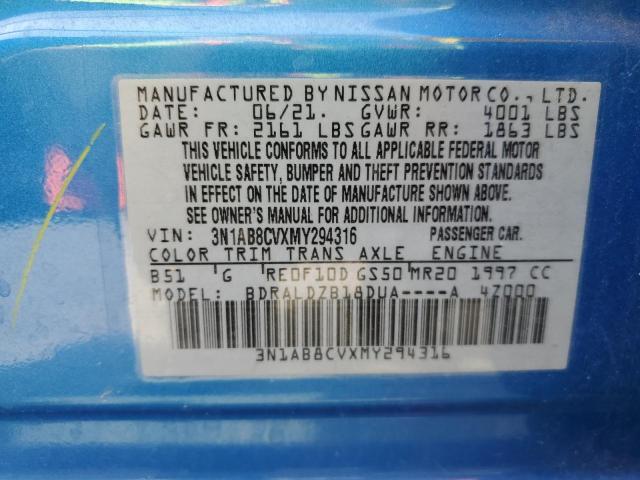 MANUFACTURED BY NISSAN MOTOR CO., LTD.
DATE: 06/21. GVWR: 4001 LBS
GAWR FR: 2161 LBS GAWR RR: 1863 LBS
THIS VEHICLE CONFORMS TO ALL APPLICABLE FEDERAL MOTOR
VEHICLE SAFETY, BUMPER AND THEFT PREVENTION STANDARDS
IN EFFECT ON THE DATE OF MANUFACTURE SHOWN ABOVE.
SEE OWNER'S MANUAL FOR ADDITIONAL INFORMATION.
VIN: 3N1AB8CVXMY294316 PASSENGER CAR.
COLOR TRIM TRANS AXLE ENGINE
B51 G RE0F10D GS50 MR20 1997 CC
MODEL: BDRALDZB18DUA----A 4Z000
3N1AB8CVXMY294316